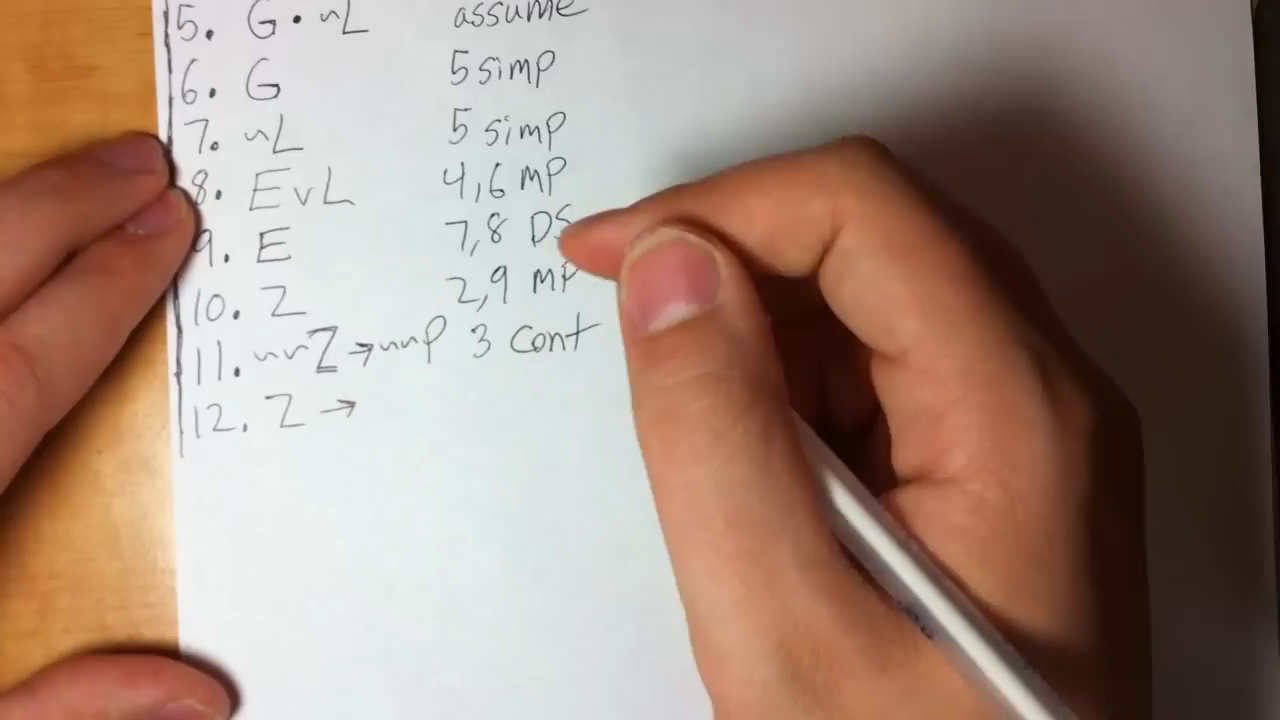 5. G • ~L assume
6. G 5 simp
7. ~L 5 simp
8. E v L 4,6 MP
9. E 7,8 DS
10. Z 2,9 MP
11. ~~Z → ~~P 3 cont
12. Z →